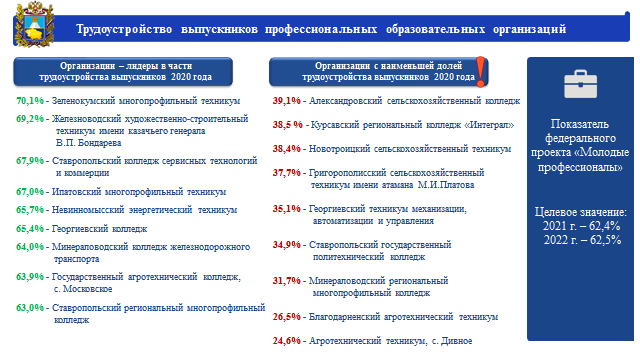 Трудоустройство выпускников профессиональных образовательных организаций
Организации – лидеры в части
трудоустройства выпускников 2020 года
70,1% - Зеленокумский многопрофильный техникум
69,2% - Железноводский художественно-строительный
техникум имени казачьего генерала
В.П. Бондарева
67,9% - Ставропольский колледж сервисных технологий
и коммерции
67,0% - Ипатовский многопрофильный техникум
65,7% - Невинномысский энергетический техникум
65,4% - Георгиевский колледж
64,0% - Минераловодский колледж железнодорожного
транспорта
63,9% - Государственный агротехнический колледж,
с. Московское
63,0% - Ставропольский региональный многопрофильный
колледж
Организации с наименьшей долей
трудоустройства выпускников 2020 года
39,1% - Александровский сельскохозяйственный колледж
38,5 % - Курсавский региональный колледж «Интеграл»
38,4% - Новотроицкий сельскохозяйственный техникум
37,7% - Григорополисский сельскохозяйственный
техникум имени атамана М.И.Платова
35,1% - Георгиевский техникум механизации,
автоматизации и управления
34,9% - Ставропольский государственный
политехнический колледж
31,7% - Минераловодский региональный
многопрофильный колледж
26,5% - Благодарненский агротехнический техникум
24,6% - Агротехнический техникум, с. Дивное
Показатель
федерального
проекта «Молодые
профессионалы»
Целевое значение:
2021 г. – 62,4%
2022 г. – 62,5%